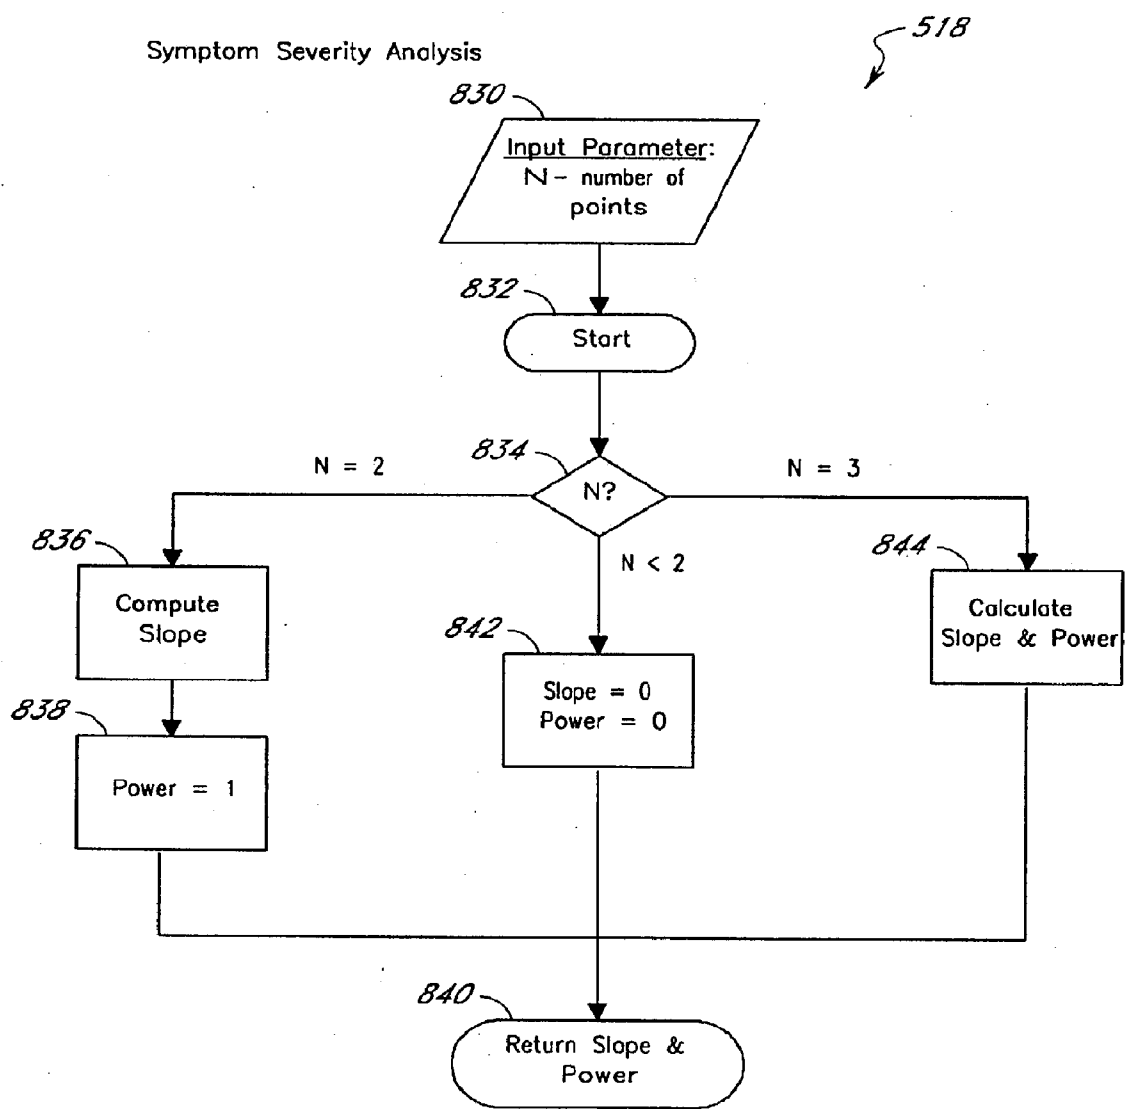 518
Symptom Severity Analysis
830
Input Parameter:
N - number of
points
832
Start
834
N = 2
N = 3
N?
836
N < 2
844
Compute
Slope
Calculate
Slope & Power
842
Slope = 0
Power = 0
838
Power = 1
840
Return Slope &
Power